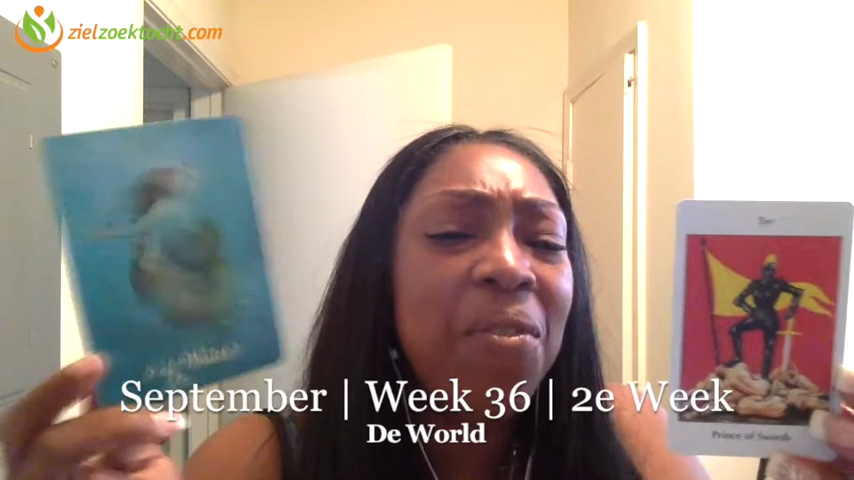 zielzoektocht.com
September | Week 36 | 2e Week
De World
Prince of Swords